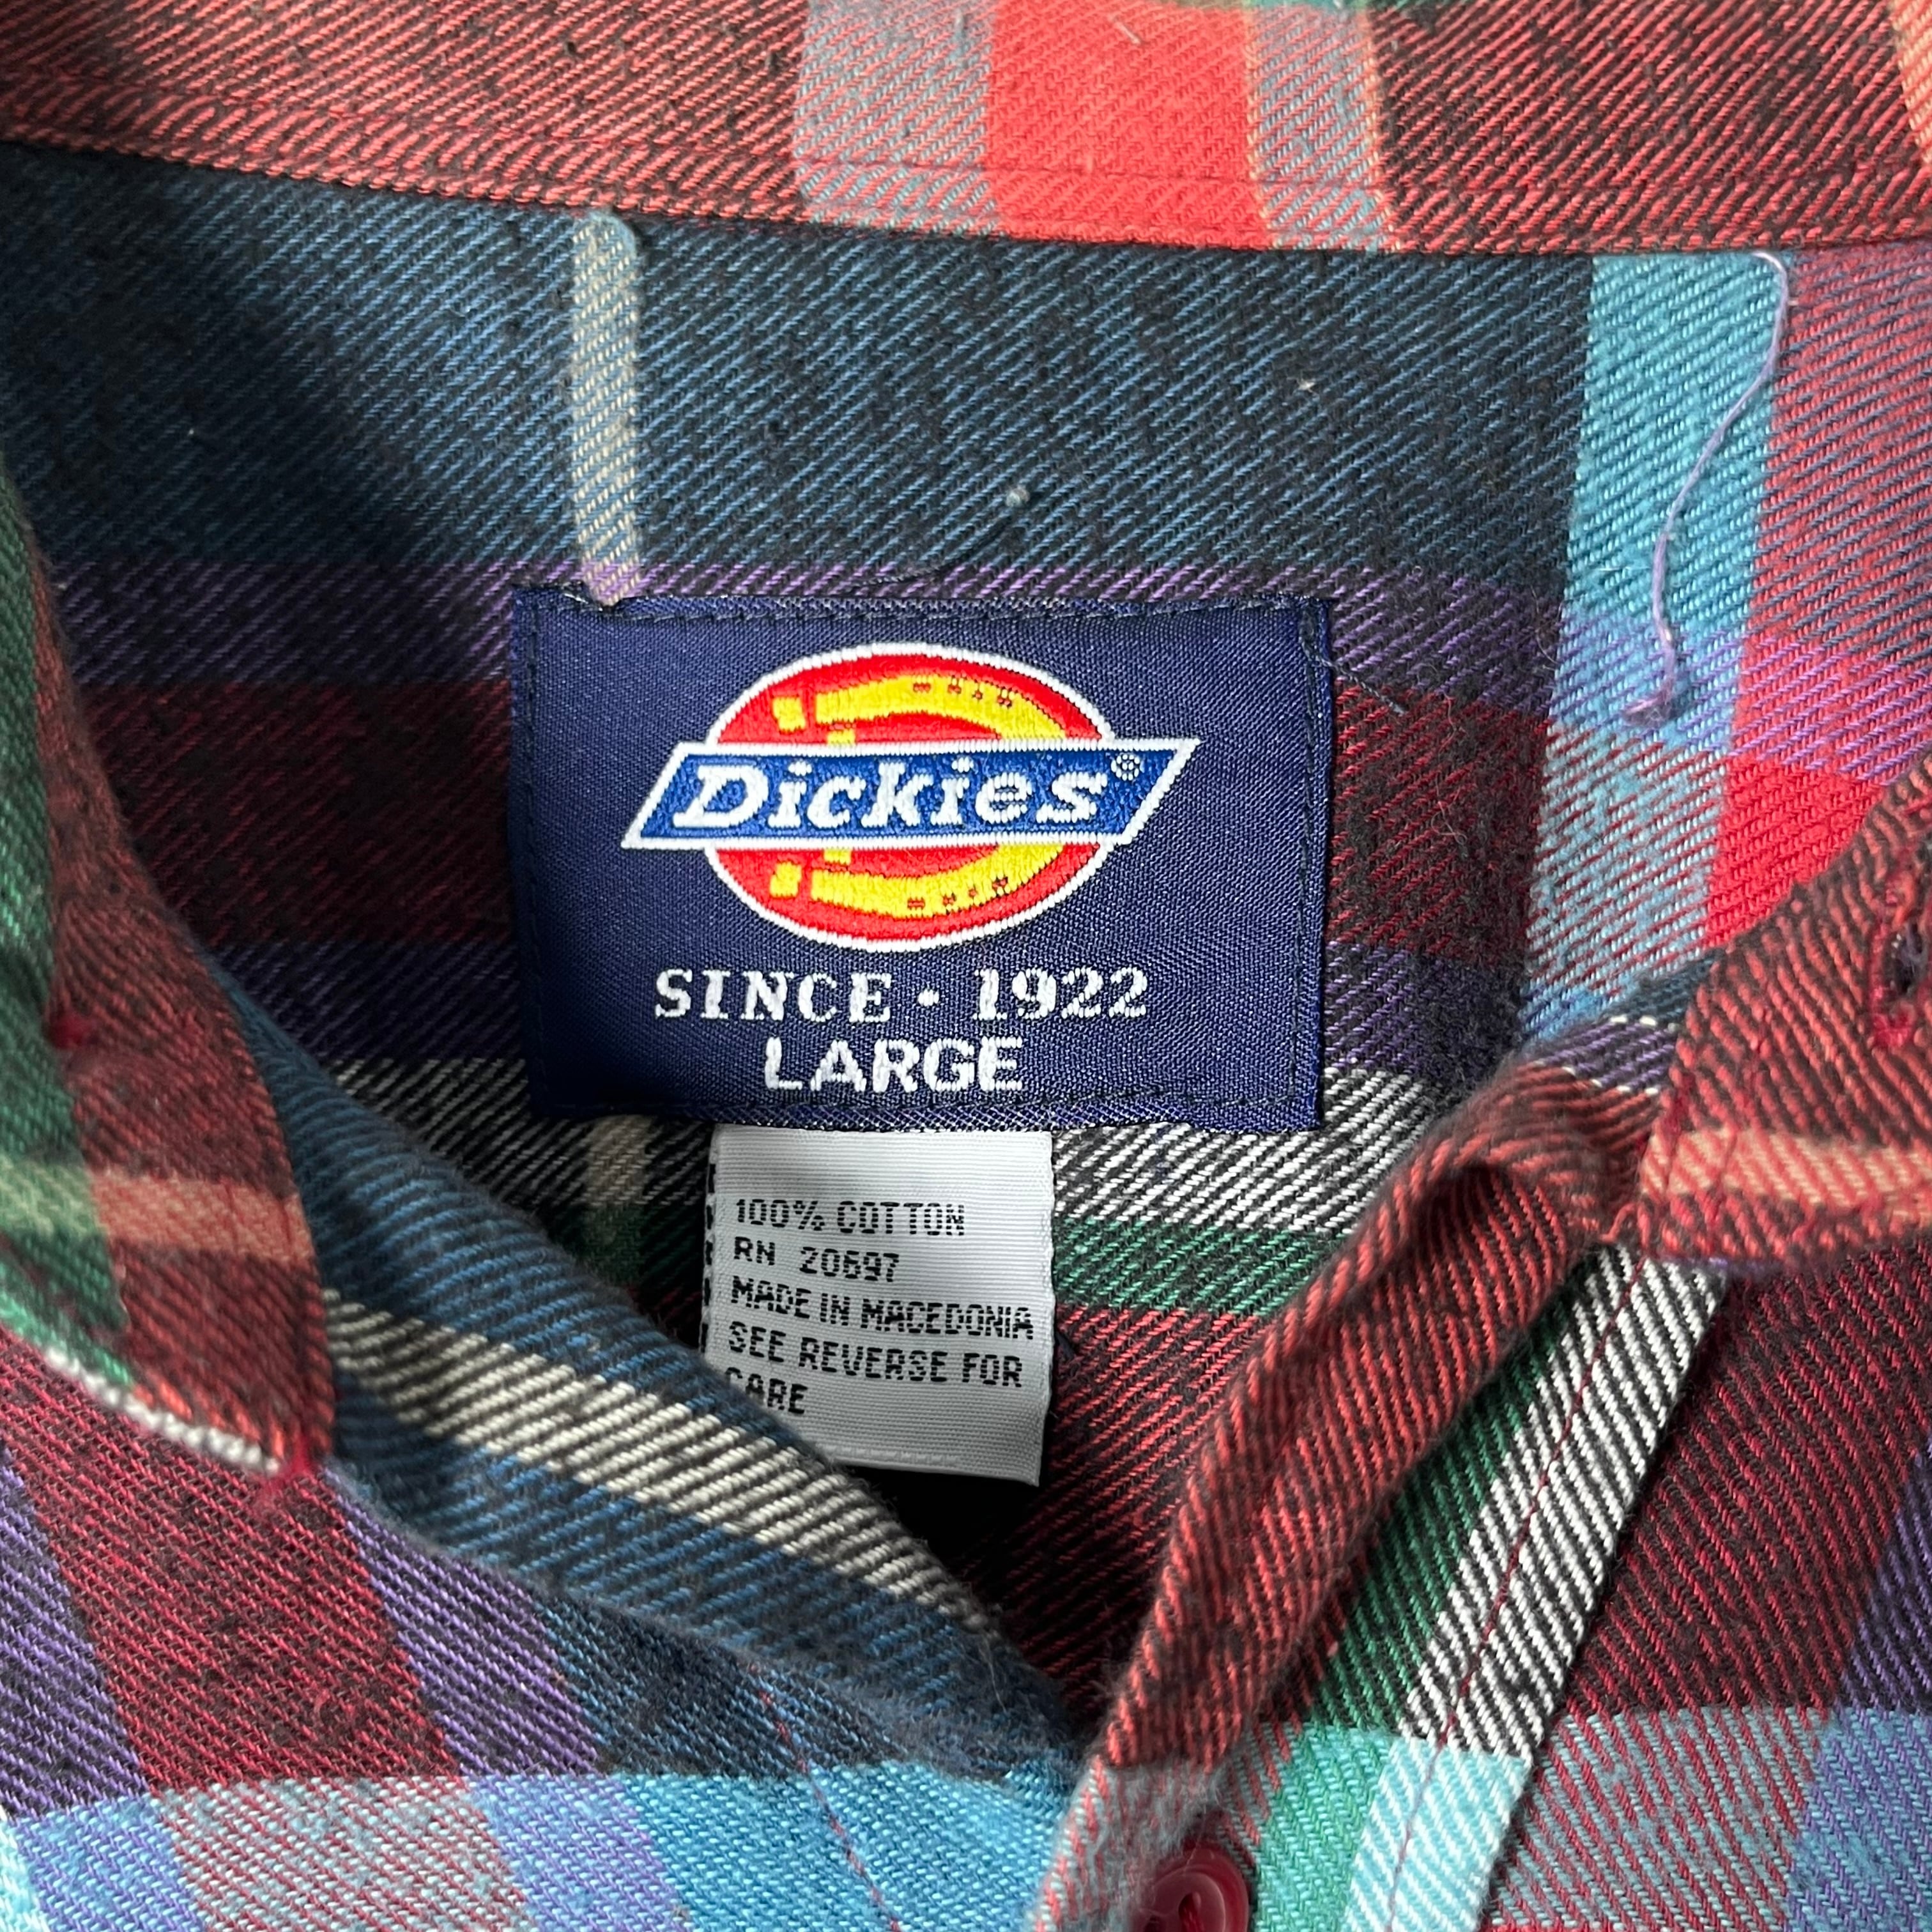 Dickies®
SINCE · 1922
LARGE
100% COTTON
RN 20697
MADE IN MACEDONIA
SEE REVERSE FOR
CARE